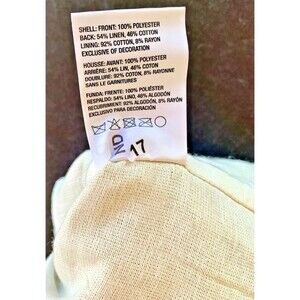 SHELL: FRONT: 100% POLYESTER
BACK: 54% LINEN, 46% COTTON
LINING: 92% COTTON, 8% RAYON
EXCLUSIVE OF DECORATION
HOUSSE: AVANT: 100% POLYESTER
ARRIÈRE: 54% LIN, 46% COTON
DOUBLURE: 92% COTON, 8% RAYONNE
SANS LE GARNITURES
FUNDA: FRENTE: 100% POLIÉSTER
RESPALDO: 54% LINO, 46% ALGODÓN
RECUBRIMIENTO: 92% ALGODÓN, 8% RAYÓN
EXCLUSIVO PARA DECORACIÓN
ND
17